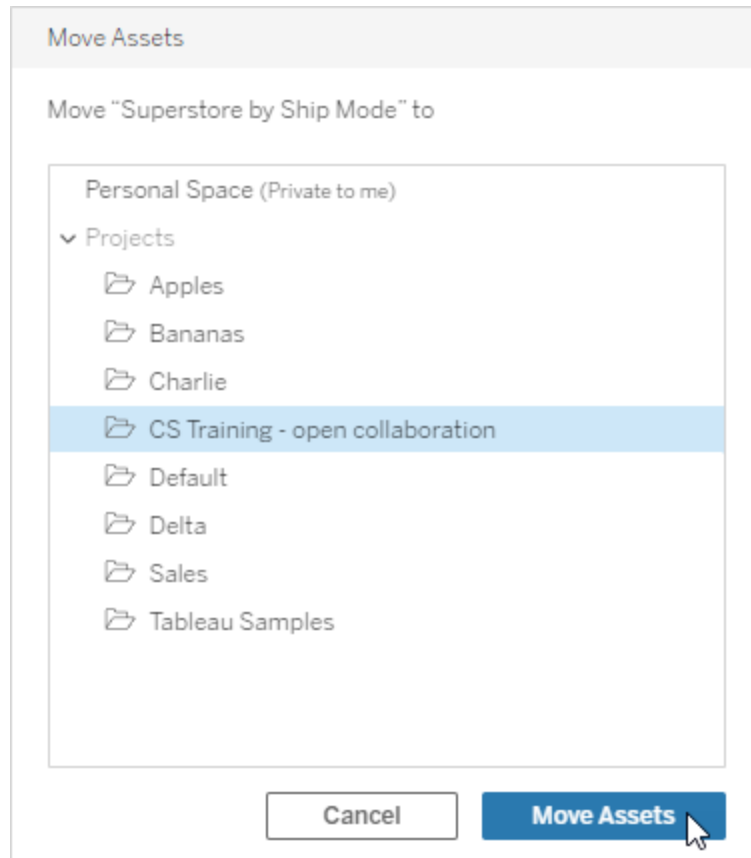 Move Assets
Move “Superstore by Ship Mode” to
Personal Space (Private to me)
Projects
Apples
Bananas
Charlie
CS Training - open collaboration
Default
Delta
Sales
Tableau Samples
Cancel
Move Assets